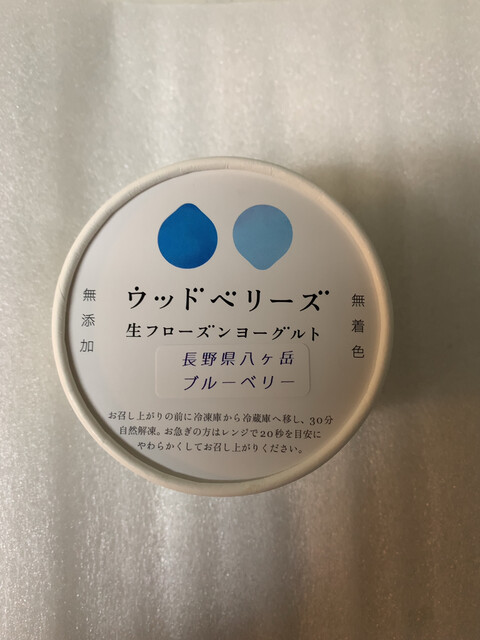 ウッドベリーズ
生フローズンヨーグルト
無添加
無着色
長野県八ヶ岳
ブルーベリー
お召し上がりの前に冷凍庫から冷蔵庫へ移し、30分
自然解凍。お急ぎの方はレンジで20秒を目安に
やわらかくしてお召し上がりください。